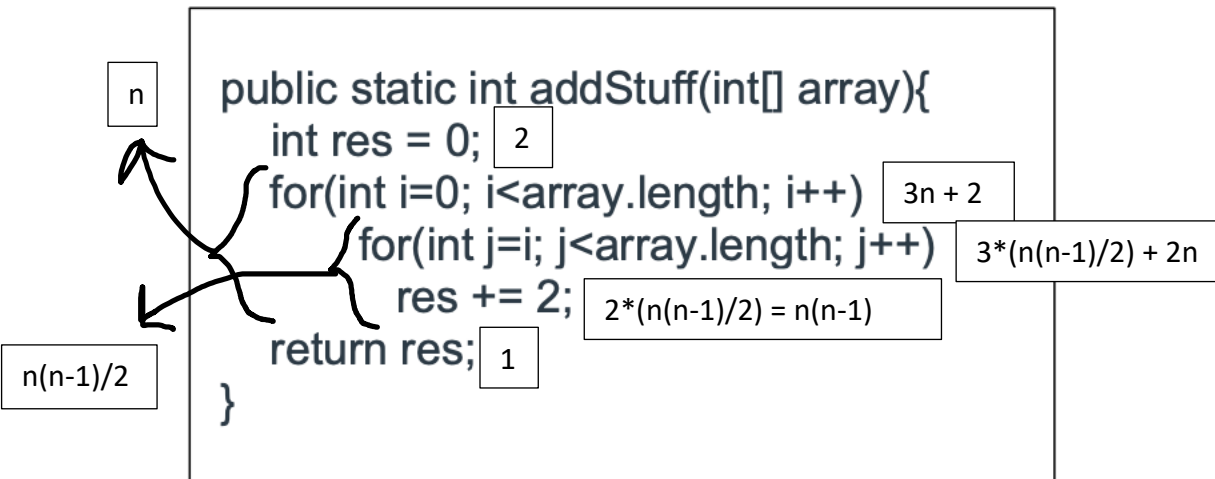 n
public static int addStuff(int[] array){
int res = 0; 2
for(int i=0; i<array.length; i++) 3n + 2
for(int j=i; j<array.length; j++) 3*(n(n-1)/2) + 2n
res += 2; 2*(n(n-1)/2) = n(n-1)
return res; 1
n(n-1)/2
}